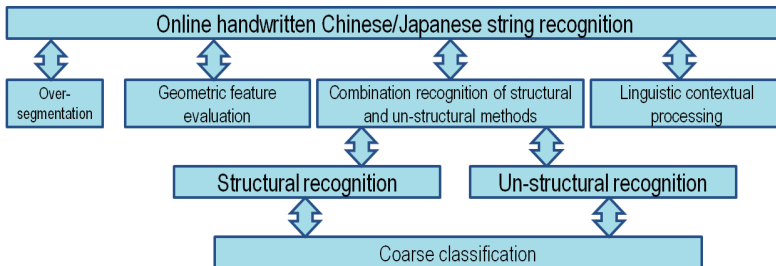 Online handwritten Chinese/Japanese string recognition
Over-
segmentation
Geometric feature
evaluation
Combination recognition of structural
and un-structural methods
Linguistic contextual
processing
Structural recognition
Un-structural recognition
Coarse classification